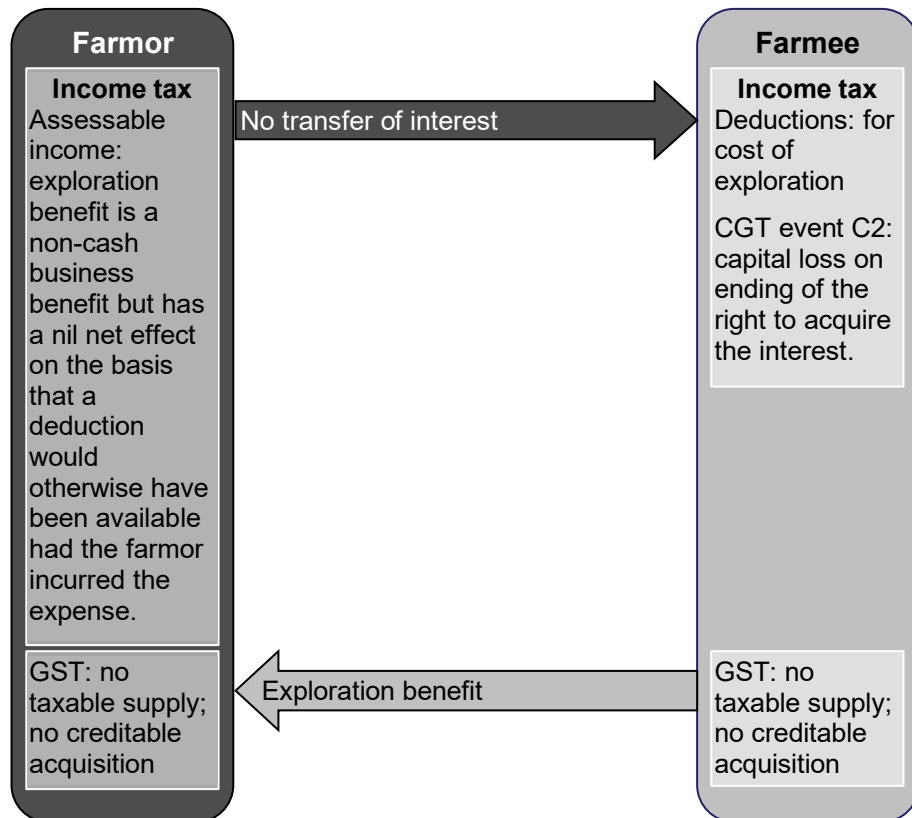 Farmor
Income tax
Assessable
income:
exploration
benefit is a
non-cash
business
benefit but has
a nil net effect
on the basis
that a
deduction
would
otherwise have
been available
had the farmor
incurred the
expense.
GST: no
taxable supply;
no creditable
acquisition
No transfer of interest
Exploration benefit
Farmee
Income tax
Deductions: for
cost of
exploration
CGT event C2:
capital loss on
ending of the
right to acquire
the interest.
GST: no
taxable supply;
no creditable
acquisition